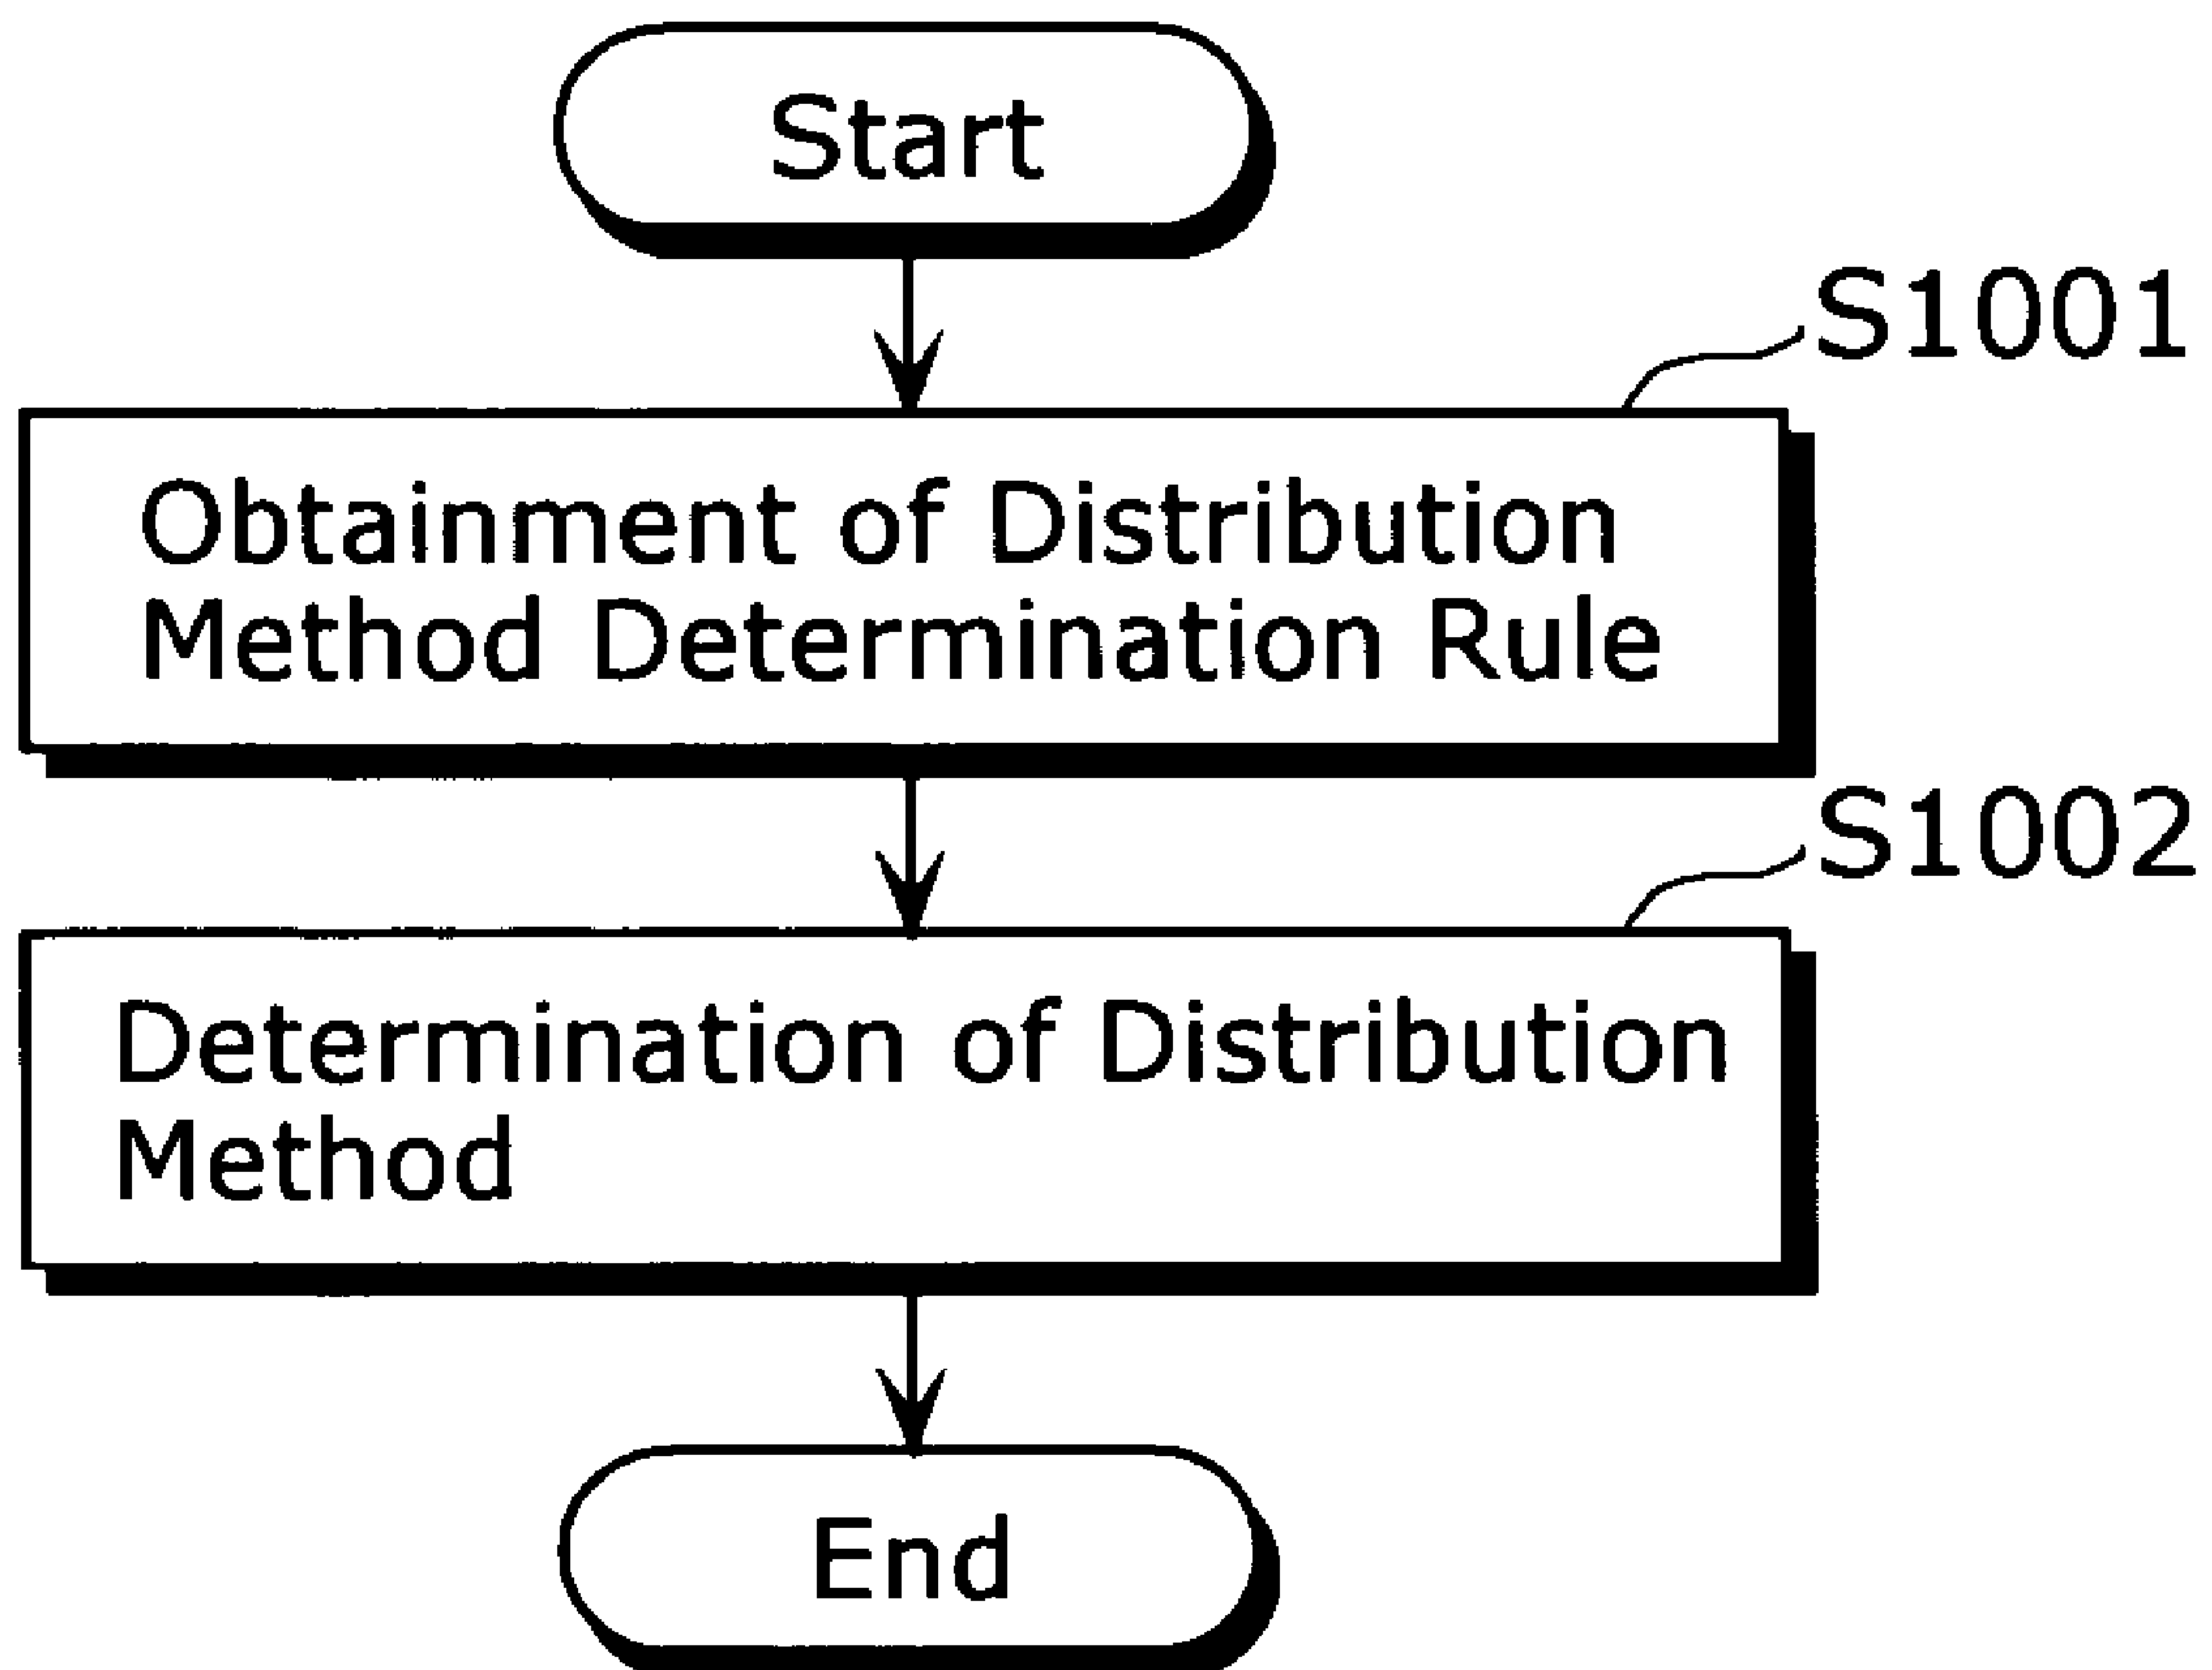 Start
S1001
Obtainment of Distribution
Method Determination Rule
S1002
Determination of Distribution
Method
End